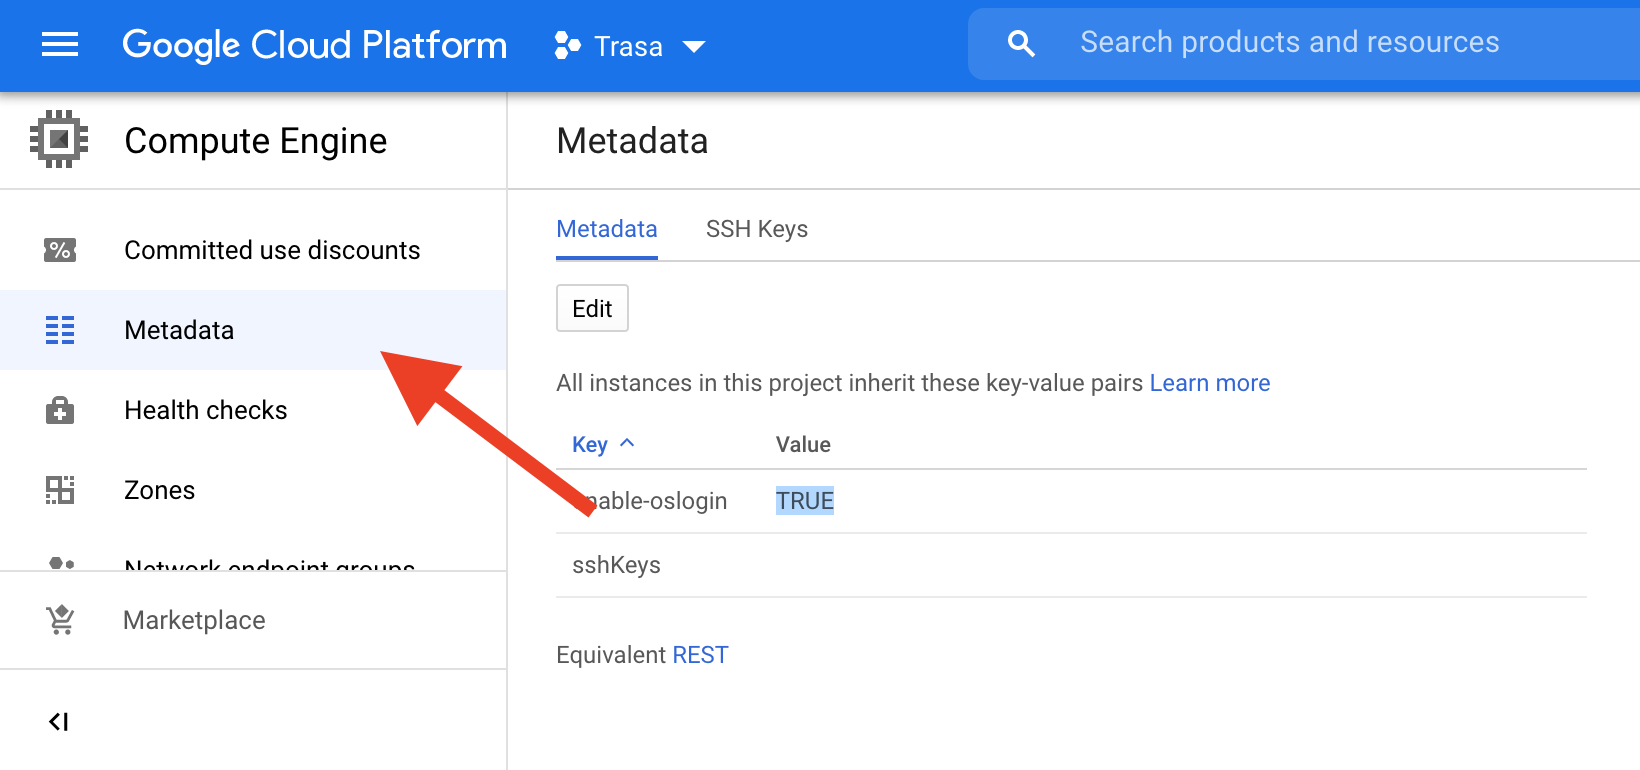 Google Cloud Platform
Trasa
Search products and resources
Compute Engine
Metadata
Committed use discounts
Metadata
Health checks
Zones
Network endpoint groups
Marketplace
Metadata SSH Keys
Edit
All instances in this project inherit these key-value pairs Learn more
Key Value
nable-oslogin TRUE
sshKeys
Equivalent REST